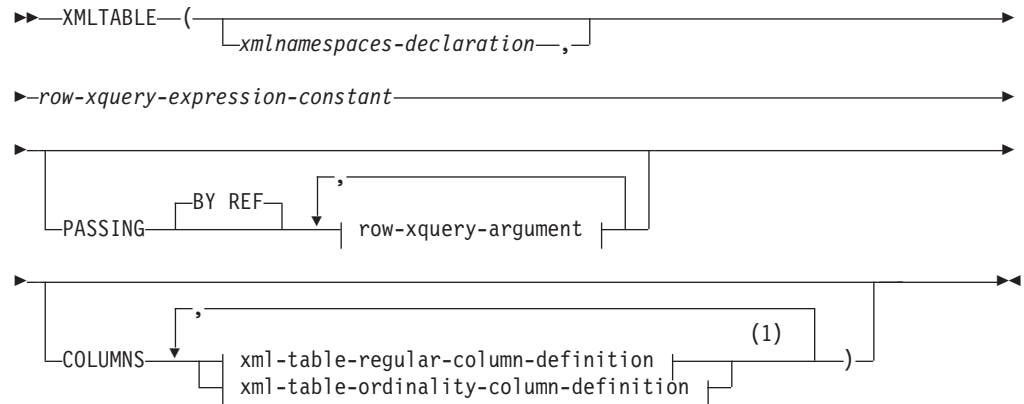 XMLTABLE (
xmlnamespaces-declaration ,
row-xquery-expression-constant
,
BY REF
PASSING row-xquery-argument
,
(1)
COLUMNS xml-table-regular-column-definition )
xml-table-ordinality-column-definition